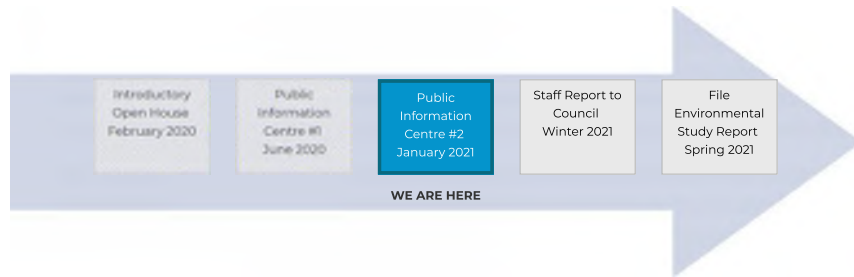 Introductory
Open House
February 2020
Public
Information
Centre #1
June 2020
Public
Information
Centre #2
January 2021
Staff Report to
Council
Winter 2021
File
Environmental
Study Report
Spring 2021
WE ARE HERE